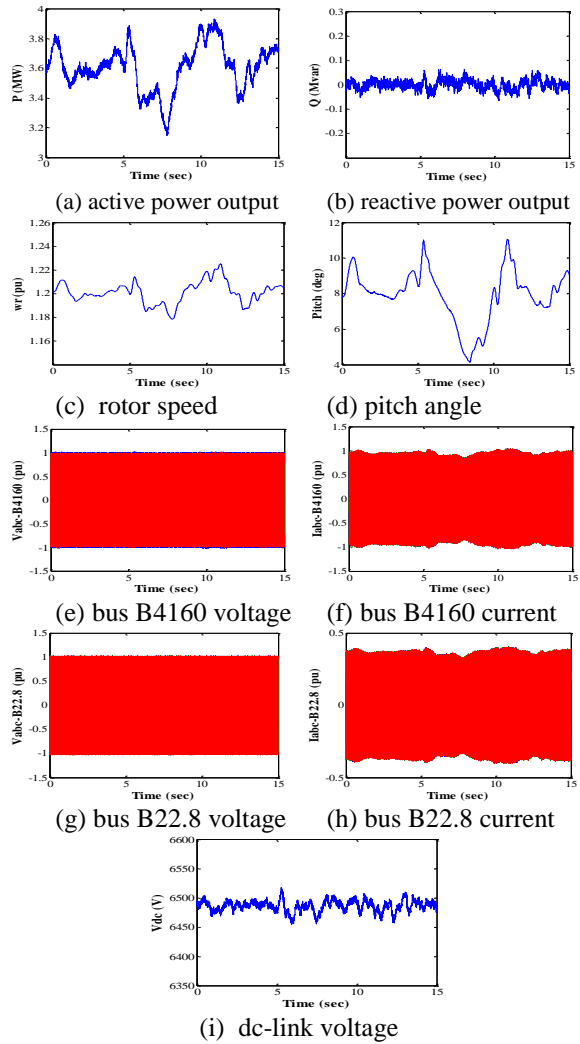 4
3.8
3.6
3.4
3.2
3
P (MW)
0 5 10 15
Time (sec)
(a) active power output
0.3
0.2
0.1
0
-0.1
-0.2
Q (Mvar)
0 5 10 15
Time (sec)
(b) reactive power output
1.26
1.24
1.22
1.20
1.18
1.16
wr(pu)
0 5 10 15
Time (sec)
(c) rotor speed
12
10
8
6
4
Pitch (deg)
0 5 10 15
Time (sec)
(d) pitch angle
1.5
1
0.5
0
-0.5
-1
-1.5
Vabc-B4160 (pu)
0 5 10 15
Time (sec)
(e) bus B4160 voltage
1.5
1
0.5
0
-0.5
-1
-1.5
Iabc-B4160 (pu)
0 5 10 15
Time (sec)
(f) bus B4160 current
1.5
1
0.5
0
-0.5
-1
-1.5
Vabc-B22.8 (pu)
0 5 10 15
Time (sec)
(g) bus B22.8 voltage
0.5
0
-0.5
Iabc-B22.8 (pu)
0 5 10 15
Time (sec)
(h) bus B22.8 current
6600
6550
6500
6450
6400
6350
Vdc (V)
0 5 10 15
Time (sec)
(i) dc-link voltage